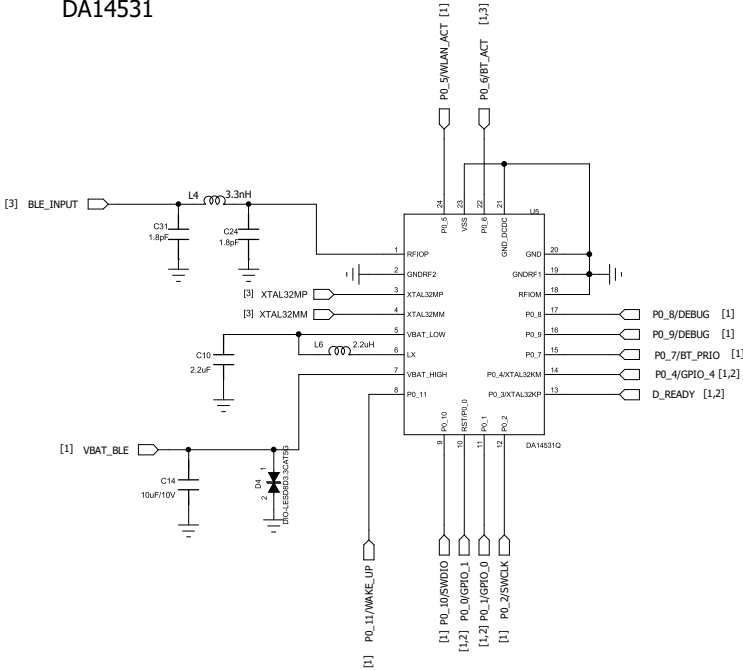 DA14531
P0_5/WLAN_ACT [1]
P0_6/BT_ACT [1,3]
[3] BLE_INPUT
L4 3.3nH
C31
1.8pF
C24
1.8pF
24
23
22
21
U5
P0_5
VSS
P0_6
GND_DCDC
1 RFIOP
2 GNDRF2
[3] XTAL32MP 3 XTAL32MP
[3] XTAL32MM 4 XTAL32MM
5 VBAT_LOW
L6 2.2uH 6 LX
7 VBAT_HIGH
8 P0_11
C10
2.2uF
GND 20
GNDRF1 19
RFIOM 18
P0_8 17 P0_8/DEBUG [1]
P0_9 16 P0_9/DEBUG [1]
P0_7 15 P0_7/BT_PRIO [1]
P0_4/XTAL32KM 14 P0_4/GPIO_4 [1,2]
P0_3/XTAL32KP 13 D_READY [1,2]
P0_10
RST/P0_0
P0_1
P0_2
9
10
11
12
DA14531Q
[1] VBAT_BLE
C14
10uF/10V
D4
1
2
DIO-LESD8D3.3CAT5G
[1] P0_11/WAKE_UP
[1] P0_10/SWDIO
[1,2] P0_0/GPIO_1
[1,2] P0_1/GPIO_0
[1] P0_2/SWCLK